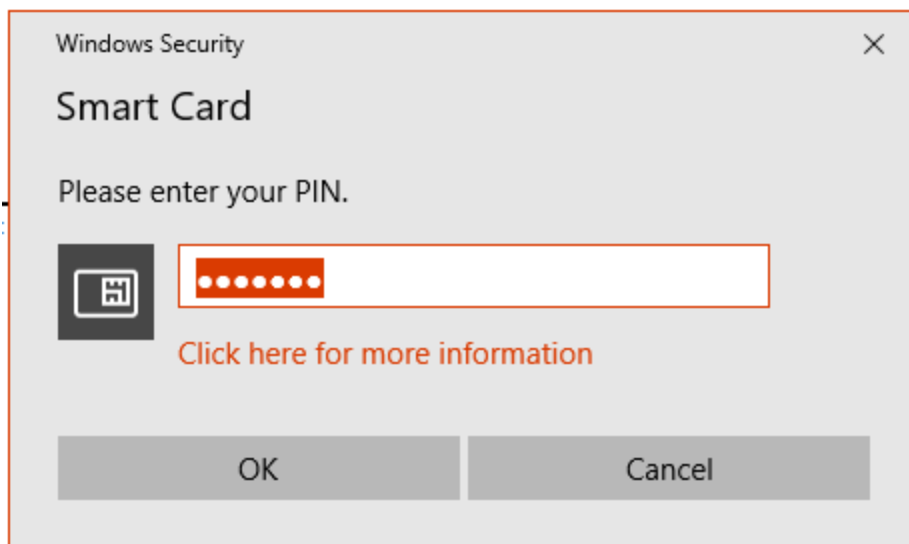 Windows Security
Smart Card
Please enter your PIN.
●●●●●●●
Click here for more information
OK
Cancel